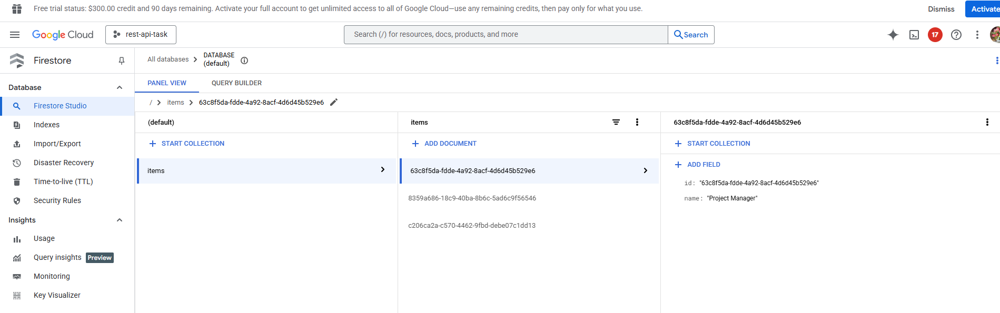 Free trial status: $300.00 credit and 90 days remaining. Activate your full account to get unlimited access to all of Google Cloud—use any remaining credits, then pay only for what you use.
Dismiss
Activate
Google Cloud
rest-api-task
Search (/) for resources, docs, products, and more
Search
17
Firestore
All databases
DATABASE
(default)
Database
PANEL VIEW
QUERY BUILDER
Firestore Studio
/ > items > 63c8f5da-fdde-4a92-8acf-4d6d45b529e6
Indexes
Import/Export
Disaster Recovery
Time-to-live (TTL)
Security Rules
Insights
Usage
Query insights Preview
Monitoring
Key Visualizer
(default)
+ START COLLECTION
items
items
+ ADD DOCUMENT
63c8f5da-fdde-4a92-8acf-4d6d45b529e6
8359a686-18c9-40ba-8b6c-5ad6c9f56546
c206ca2a-c570-4462-9fbd-debe07c1dd13
63c8f5da-fdde-4a92-8acf-4d6d45b529e6
+ START COLLECTION
+ ADD FIELD
id: "63c8f5da-fdde-4a92-8acf-4d6d45b529e6"
name: "Project Manager"